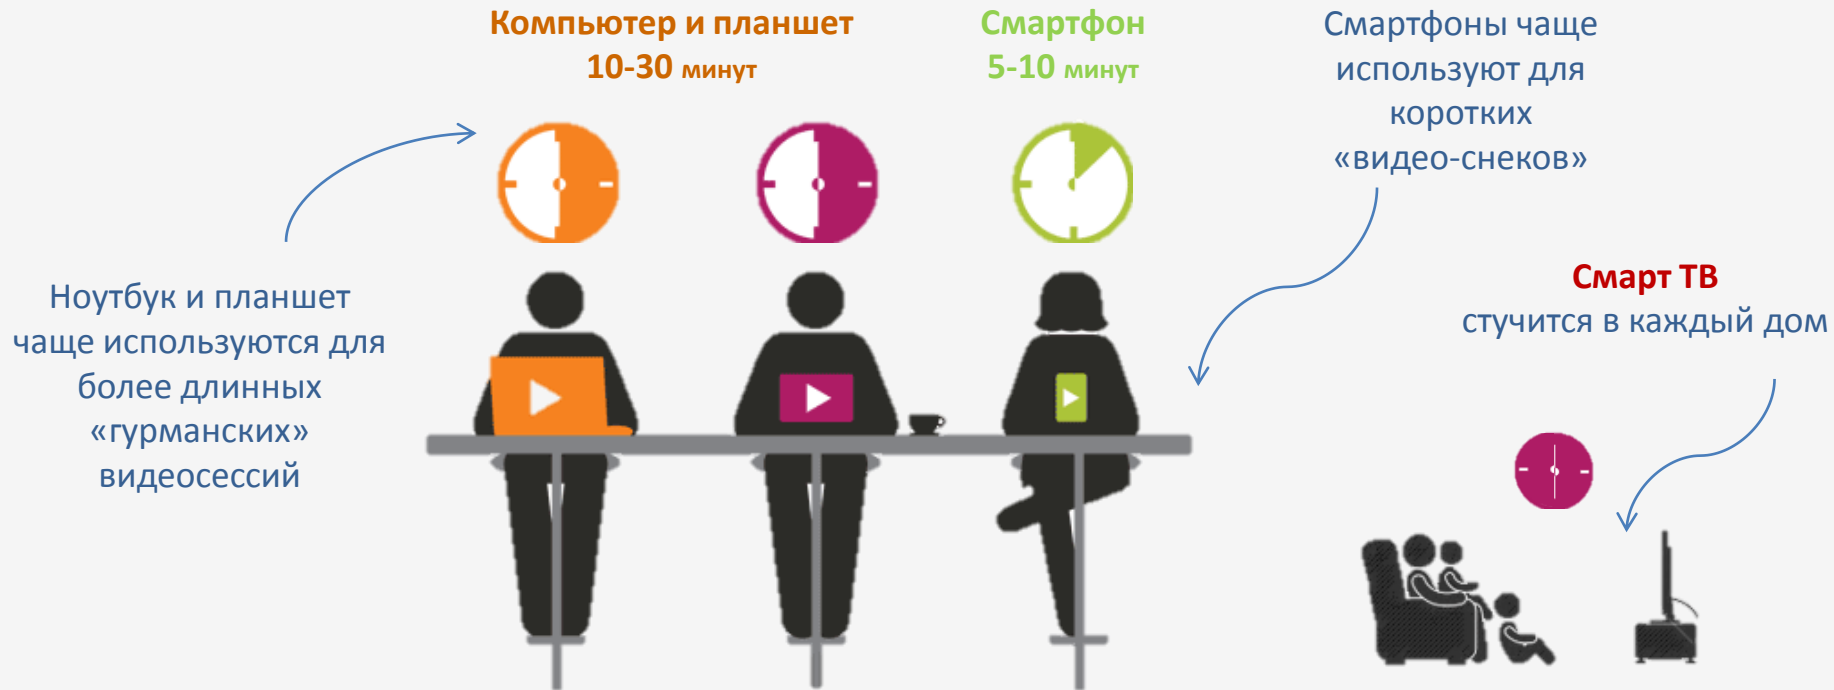 Компьютер и планшет
10-30 минут
Смартфон
5-10 минут
Смартфоны чаще
используют для
коротких
«видео-снеков»
Ноутбук и планшет
чаще используются для
более длинных
«гурманских»
видеосессий
Смарт ТВ
стучится в каждый дом